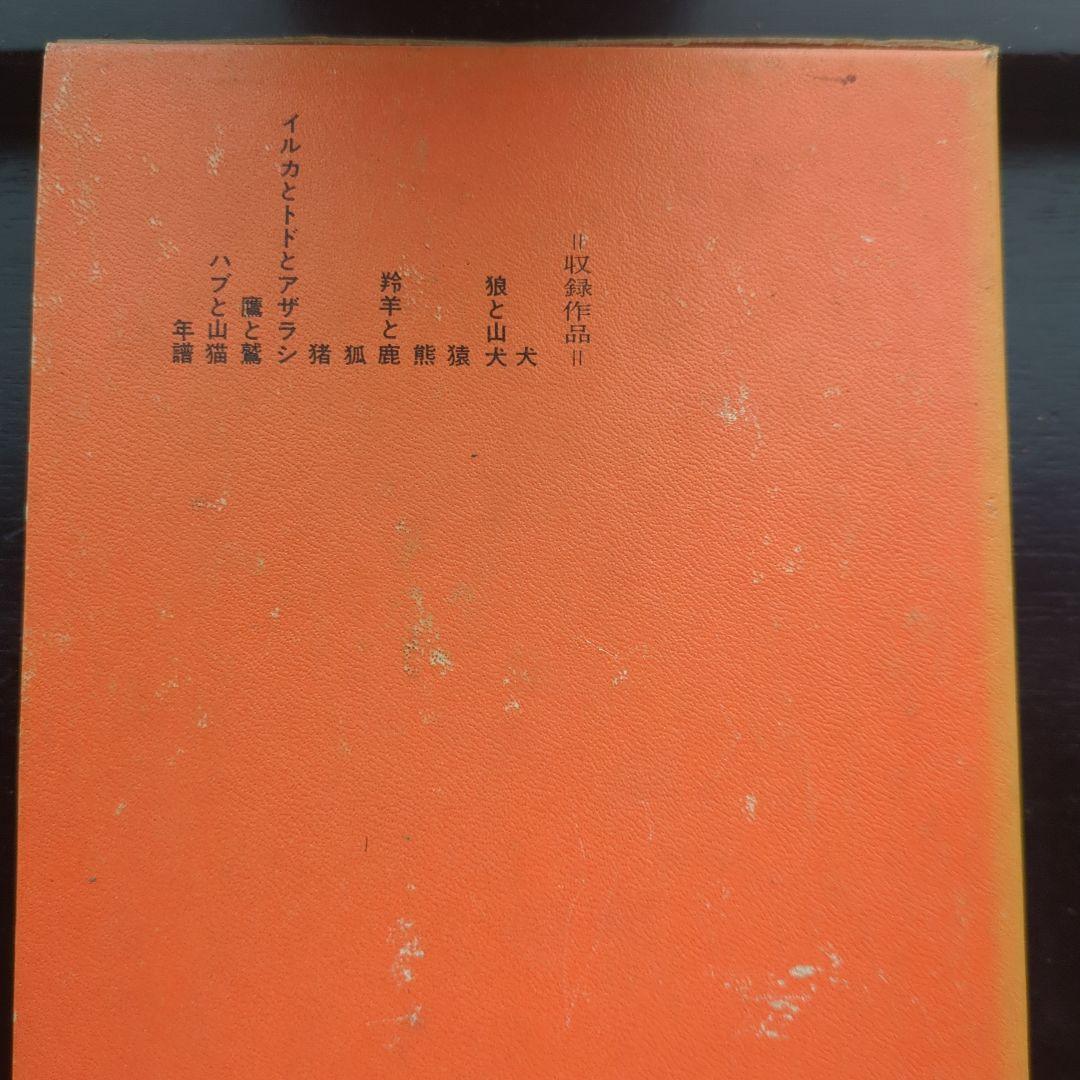 =収録作品=
犬
狼と山犬
猿
熊
羚羊と鹿
狐
猪
イルカとトドとアザラシ
鷹と鷲
ハブと山猫
年譜